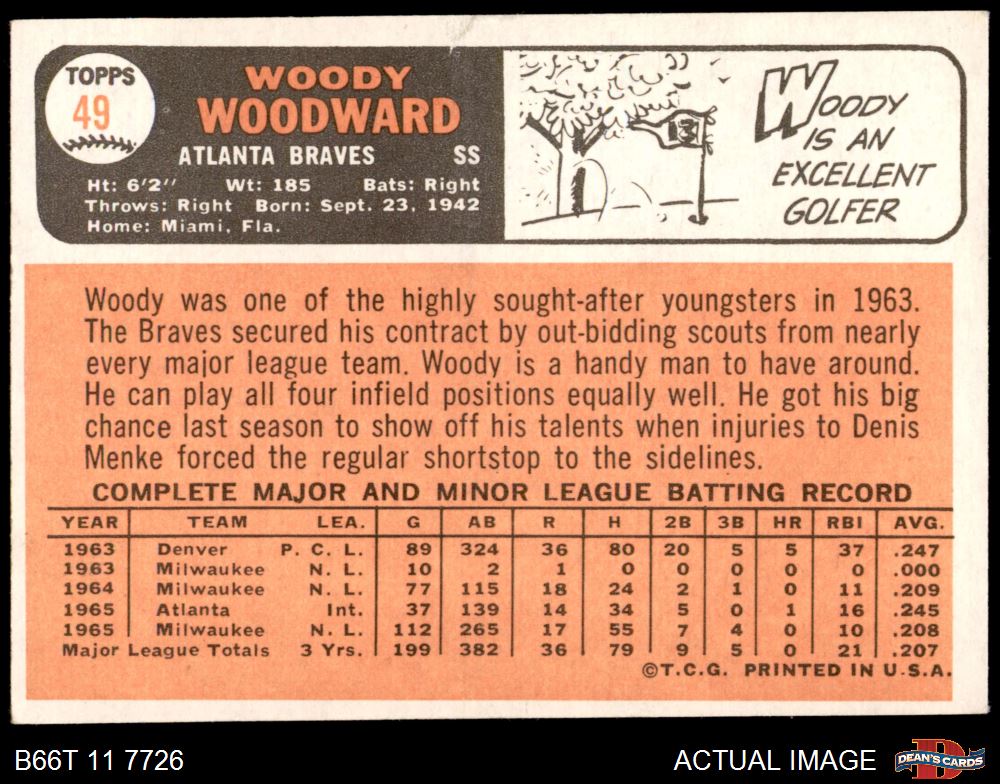 TOPPS
49
WOODY
WOODWARD
ATLANTA BRAVES SS
Ht: 6'2" Wt: 185 Bats: Right
Throws: Right Born: Sept. 23, 1942
Home: Miami, Fla.
13
WOODY
IS AN
EXCELLENT
GOLFER
Woody was one of the highly sought-after youngsters in 1963.
The Braves secured his contract by out-bidding scouts from nearly
every major league team. Woody is a handy man to have around.
He can play all four infield positions equally well. He got his big
chance last season to show off his talents when injuries to Denis
Menke forced the regular shortstop to the sidelines.
COMPLETE MAJOR AND MINOR LEAGUE BATTING RECORD
YEAR TEAM LEA. G AB R H 2B 3B HR RBI AVG.
1963 Denver P. C. L. 89 324 36 80 20 5 5 37 .247
1963 Milwaukee N. L. 10 2 1 0 0 0 0 0 .000
1964 Milwaukee N. L. 77 115 18 24 2 1 0 11 .209
1965 Atlanta Int. 37 139 14 34 5 0 1 16 .245
1965 Milwaukee N. L. 112 265 17 55 7 4 0 10 .208
Major League Totals 3 Yrs. 199 382 36 79 9 5 0 21 .207
©T.C.G. PRINTED IN U.S.A.
B66T 11 7726 ACTUAL IMAGE DEAN'S CARDS